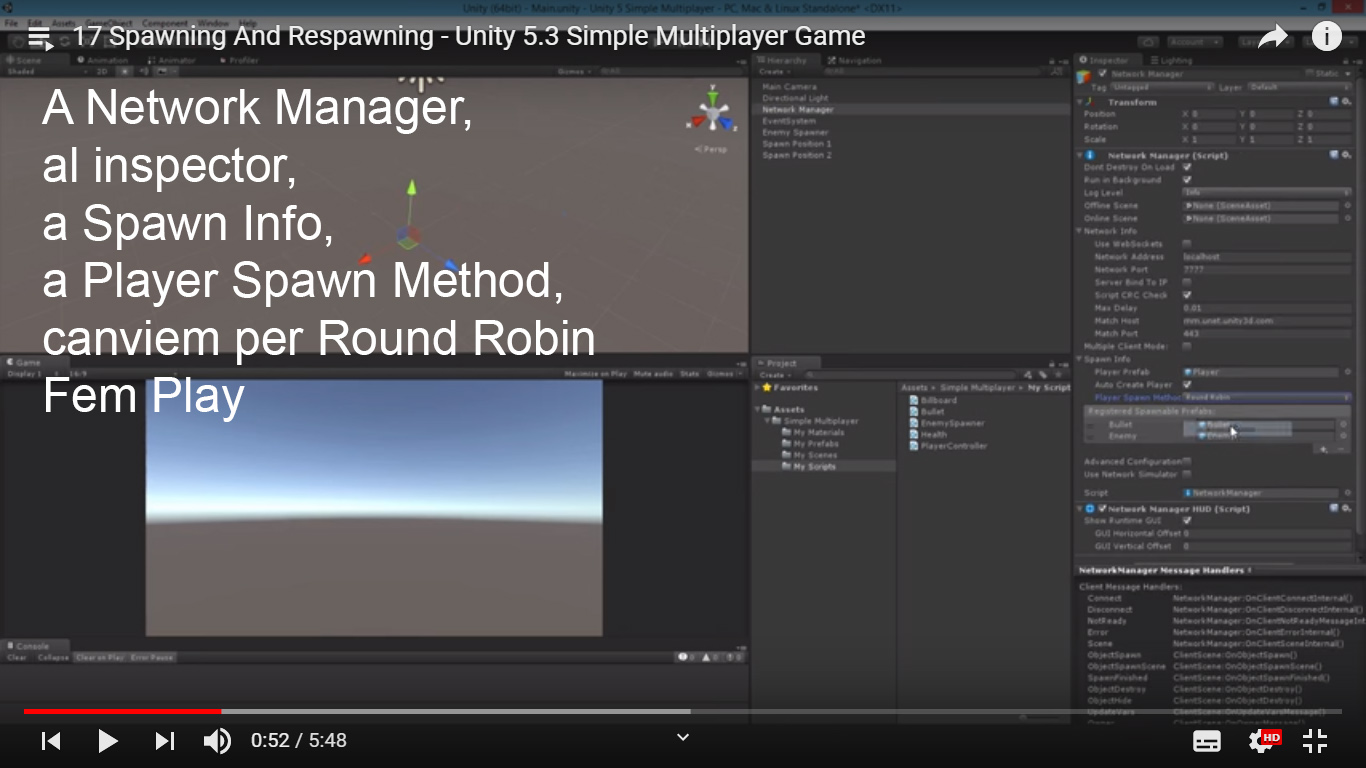 Unity (64bit) - Main.unity - Unity 5 Simple Multiplayer - PC, Mac & Linux Standalone* <DX11>
File Edit Assets GameObject Component Window Help
17 Spawning And Respawning - Unity 5.3 Simple Multiplayer Game
Account
Scene Animation Animator Profiler
Shaded 2D Gizmos
A Network Manager,
al inspector,
a Spawn Info,
a Player Spawn Method,
canviem per Round Robin
Fem Play
y
x
z
Persp
Hierarchy Navigation
Create
Main Camera
Directional Light
Network Manager
EventSystem
Enemy Spawner
Spawn Position 1
Spawn Position 2
Inspector Lighting
Network Manager Static
Tag Untagged Layer Default
Transform
Position X 0 Y 0 Z 0
Rotation X 0 Y 0 Z 0
Scale X 1 Y 1 Z 1
Network Manager (Script)
Dont Destroy On Load
Run in Background
Log Level Info
Offline Scene None (SceneAsset)
Online Scene None (SceneAsset)
Network Info
Use WebSockets
Network Address localhost
Network Port 7777
Server Bind To IP
Script CRC Check
Max Delay 0.01
Match Host mm.unet.unity3d.com
Match Port 443
Multiple Client Mode:
Spawn Info
Player Prefab Player
Auto Create Player
Player Spawn Method Round Robin
Registered Spawnable Prefabs:
Bullet Bullet
Enemy Enemy
Advanced Configuration
Use Network Simulator
Script NetworkManager
Network Manager HUD (Script)
Show Runtime GUI
GUI Horizontal Offset 0
GUI Vertical Offset 0
NetworkManager Message Handlers
Client Message Handlers:
Connect NetworkManager:OnClientConnectInternal()
Disconnect NetworkManager:OnClientDisconnectInternal()
NotReady NetworkManager:OnClientNotReadyMessageInt
Error NetworkManager:OnClientErrorInternal()
Scene NetworkManager:OnClientSceneInternal()
ObjectSpawn ClientScene:OnObjectSpawn()
ObjectSpawnScene ClientScene:OnObjectSpawnScene()
SpawnFinished ClientScene:OnObjectSpawnFinished()
ObjectDestroy ClientScene:OnObjectDestroy()
ObjectHide ClientScene:OnObjectDestroy()
UpdateVars ClientScene:OnUpdateVarsMessage()
Owner ClientScene:OnOwnerMessage()
Game
Display 1 16:9 Maximize on Play Mute audio Stats Gizmos
Project
Create
Favorites
Assets
Simple Multiplayer
My Materials
My Prefabs
My Scenes
My Scripts
Assets Simple Multiplayer My Script
Billboard
Bullet
EnemySpawner
Health
PlayerController
Console
Clear Collapse Clear on Play Error Pause 0 0 0
0:52 / 5:48
HD